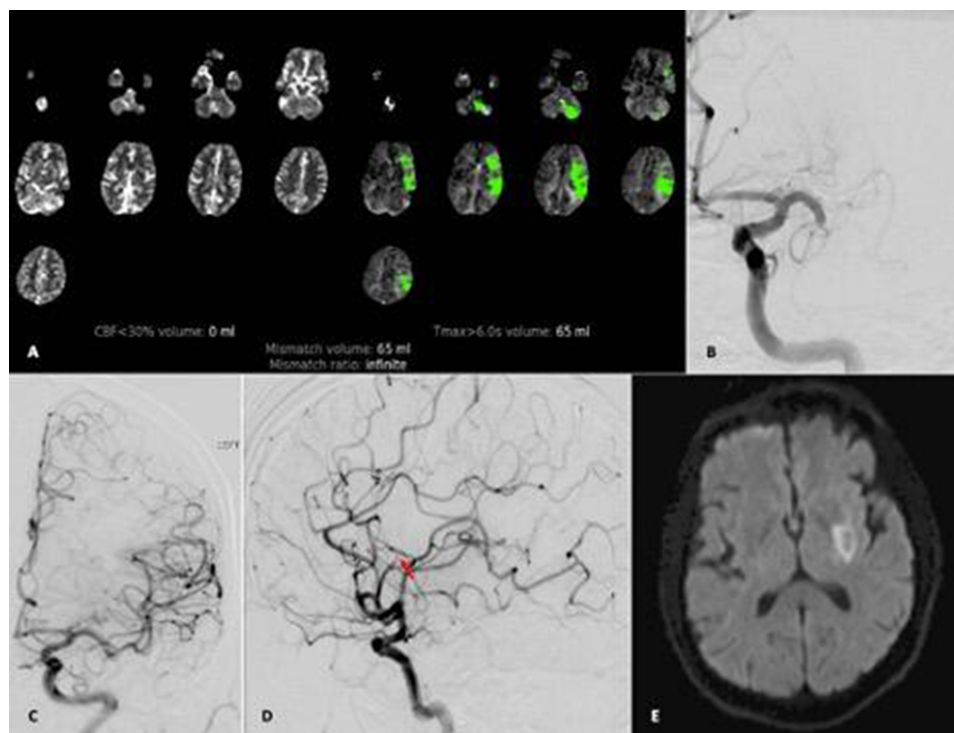 CBF<30% volume: 0 ml
Tmax>6.0s volume: 65 ml
Mismatch volume: 65 ml
Mismatch ratio: infinite
A
B
C
D
E